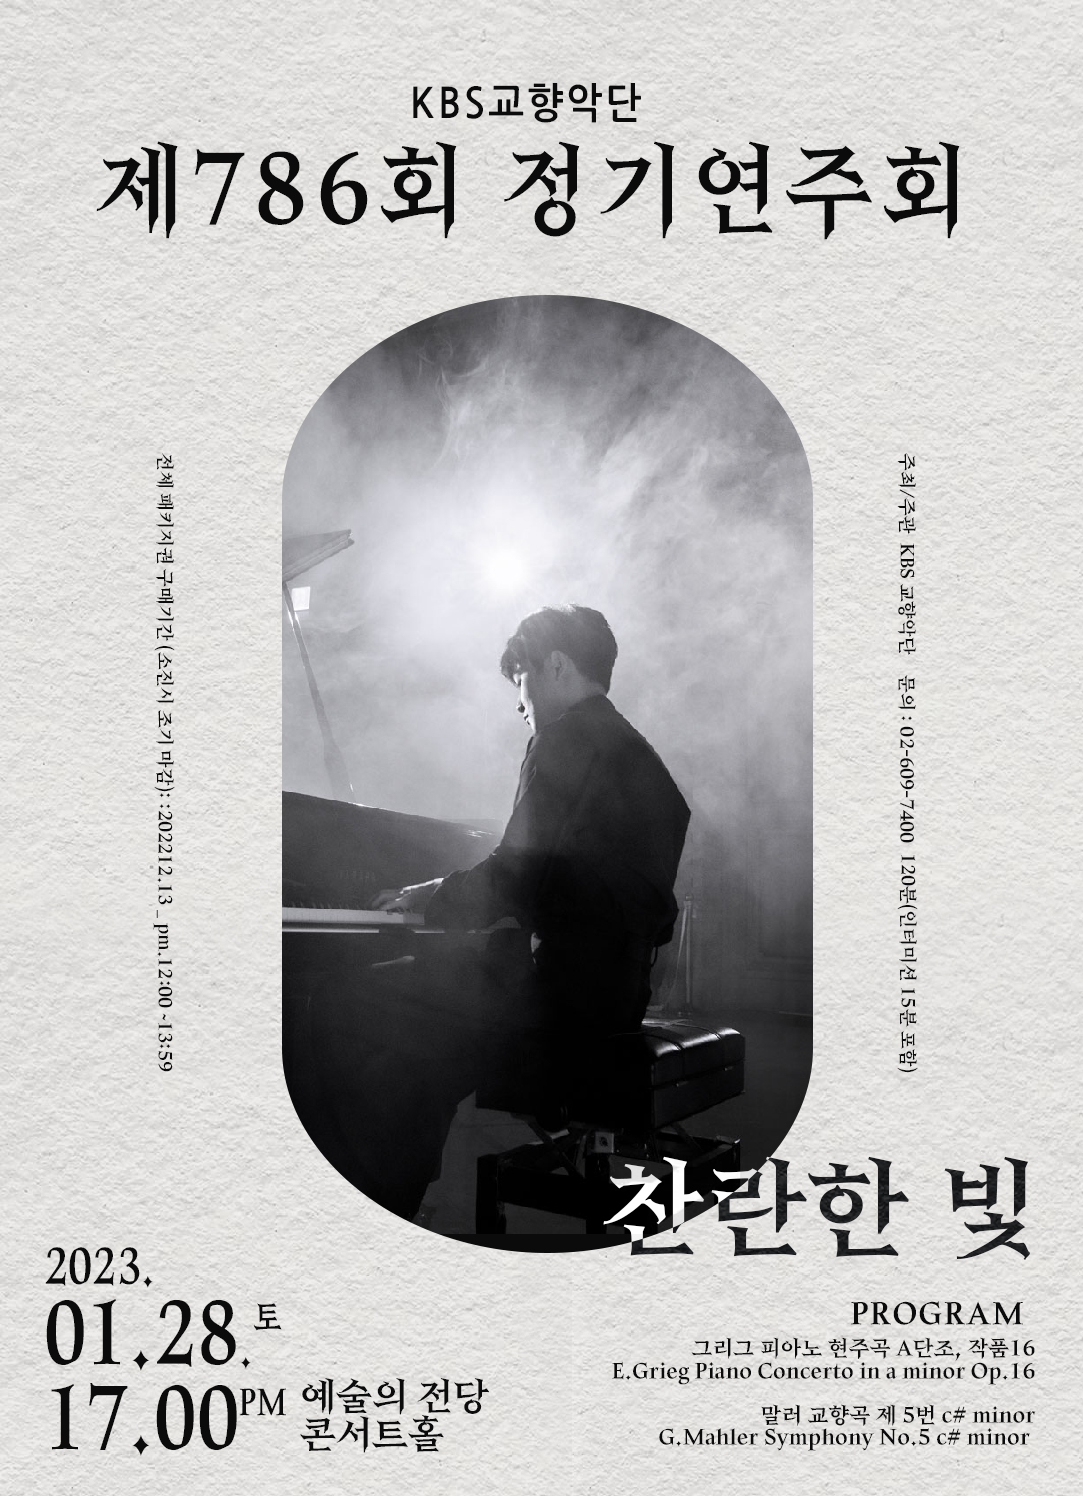 KBS교향악단
제786회 정기연주회
전체 패키지권 구매기간 (소진시 조기 마감): :202212.13 _ pm.12:00 ~13:59
주최/주관 KBS 교향악단 문의 : 02-609-7400 120분(인터미션 15분 포함)
찬란한 빛
2023.
01.28. 토
17.00PM 예술의 전당
콘서트홀
PROGRAM
그리그 피아노 현주곡 A단조, 작품16
E.Grieg Piano Concerto in a minor Op.16
말러 교향곡 제 5번 c# minor
G.Mahler Symphony No.5 c# minor